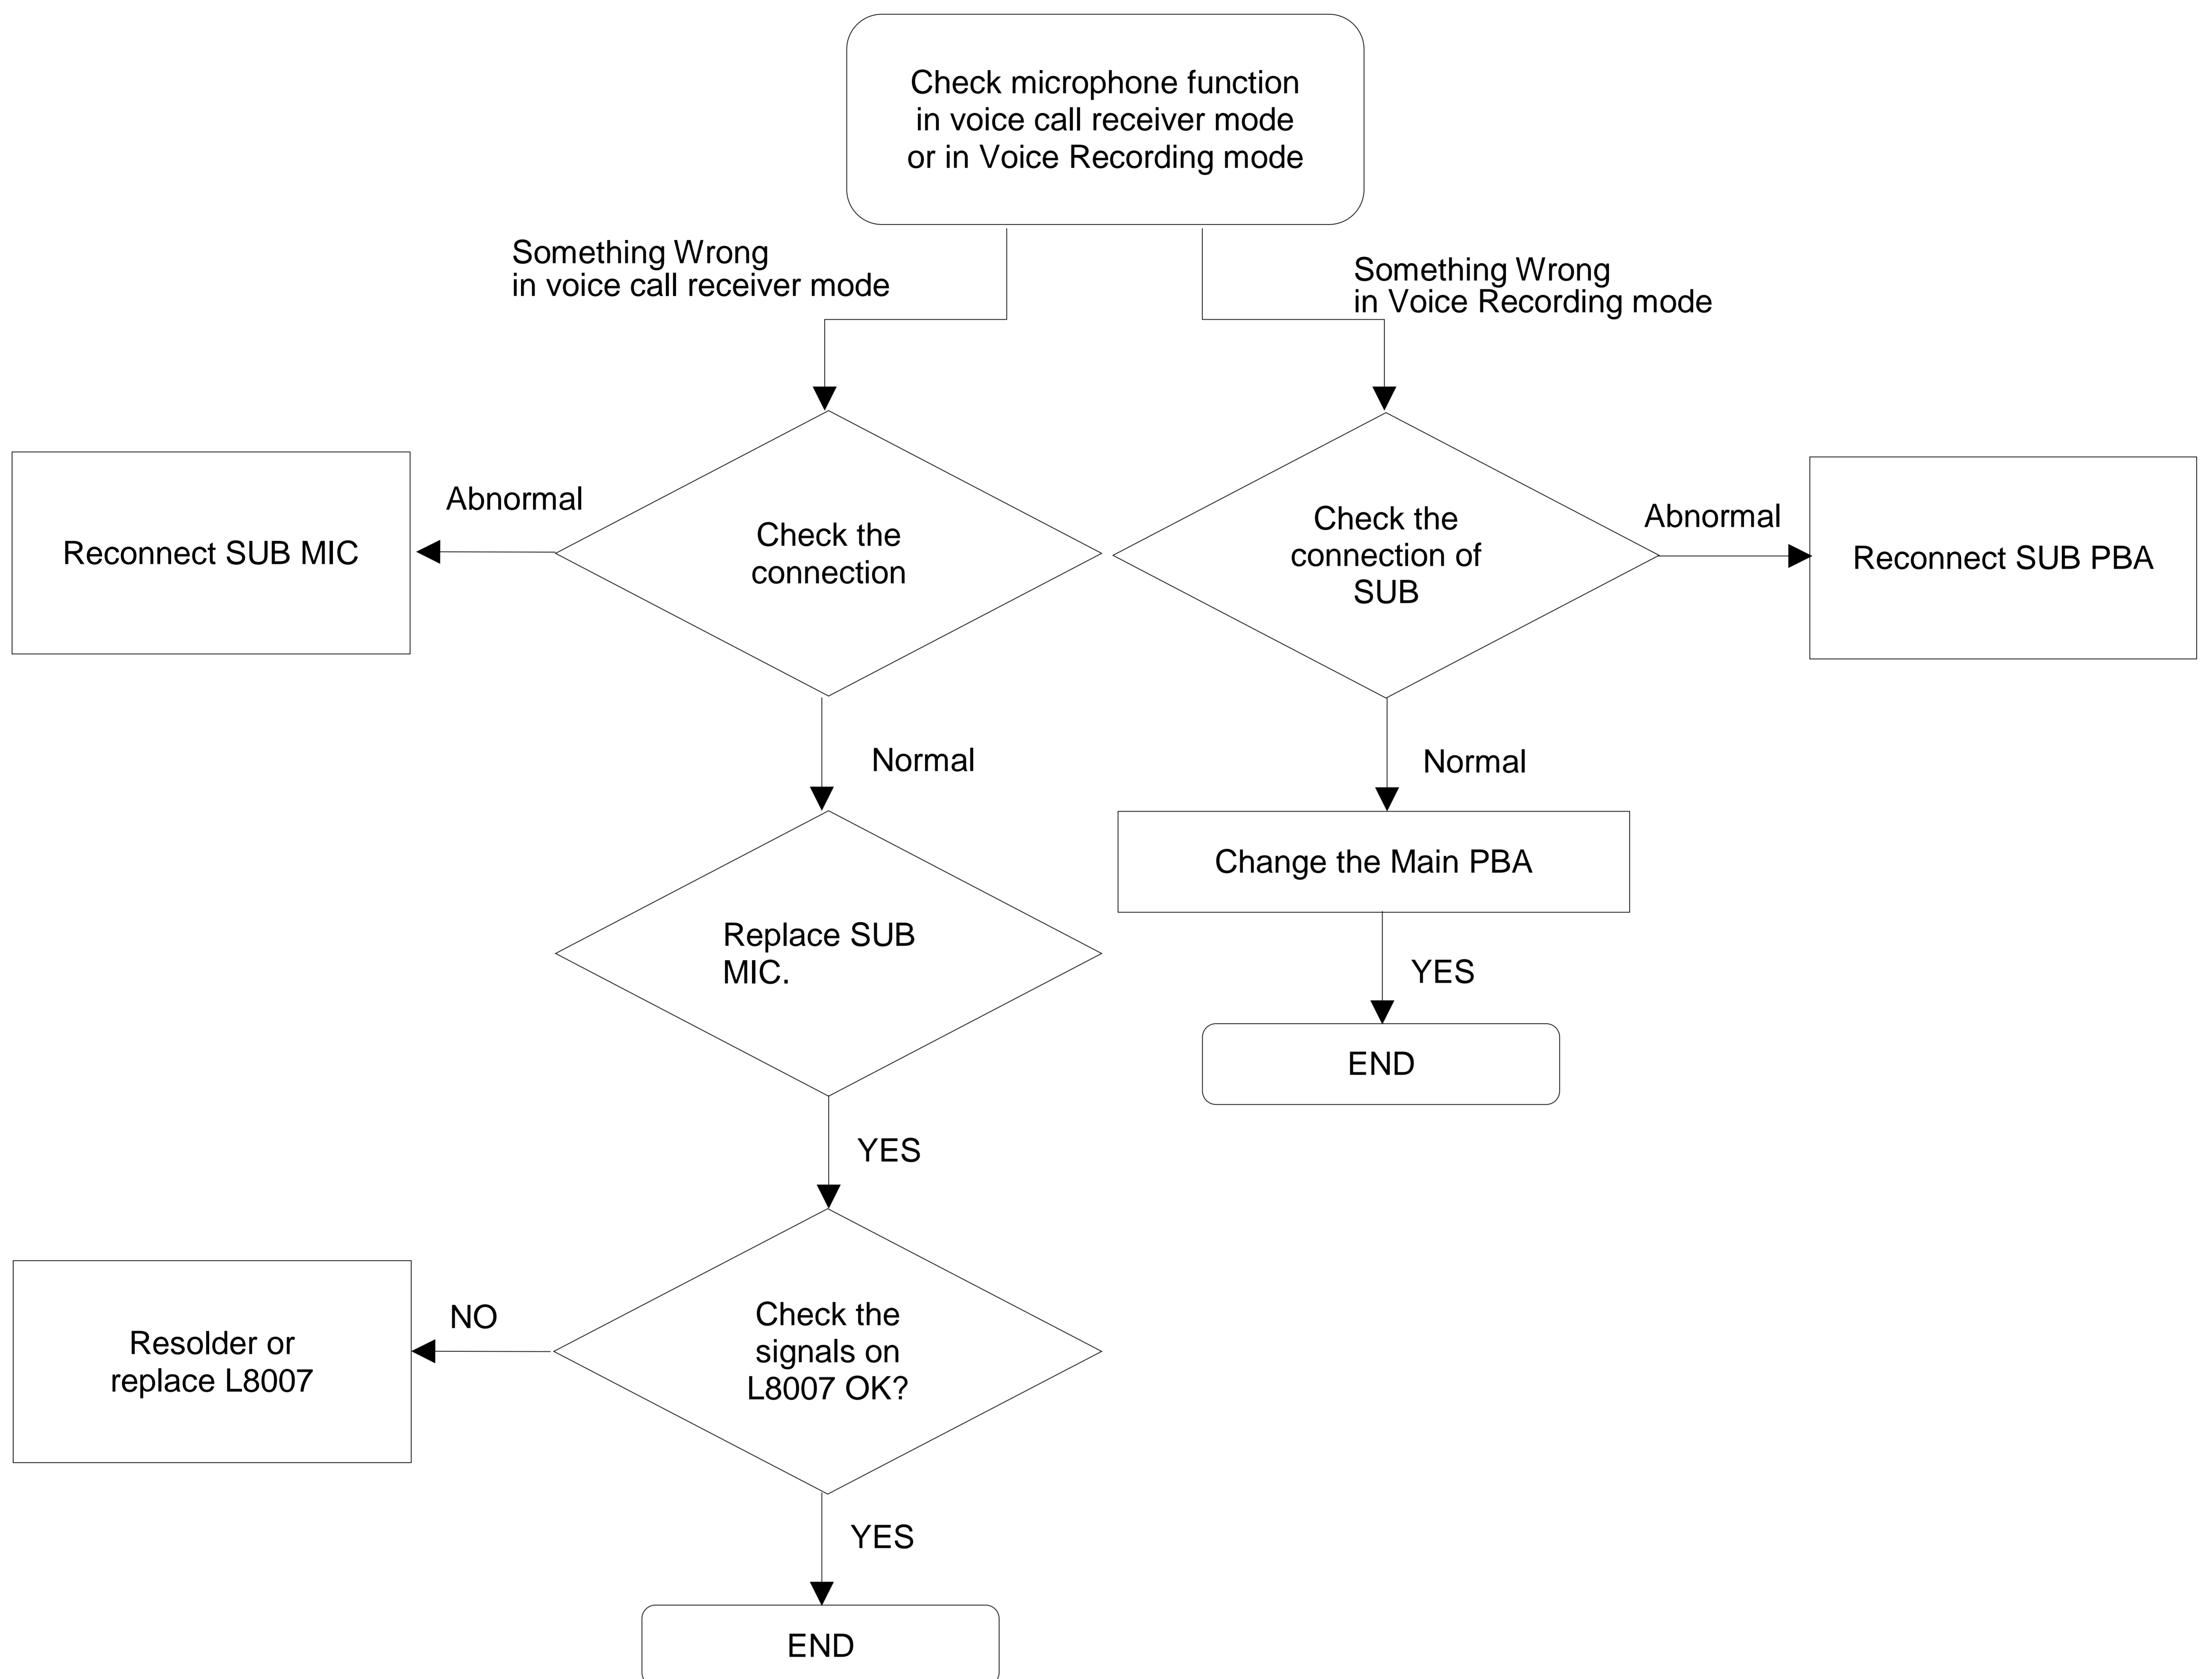 Check microphone function
in voice call receiver mode
or in Voice Recording mode
Something Wrong
in voice call receiver mode
Something Wrong
in Voice Recording mode
Reconnect SUB MIC
Abnormal
Check the
connection
Check the
connection of
SUB
Abnormal
Reconnect SUB PBA
Normal
Normal
Replace SUB
MIC.
Change the Main PBA
YES
END
YES
Resolder or
replace L8007
NO
Check the
signals on
L8007 OK?
YES
END